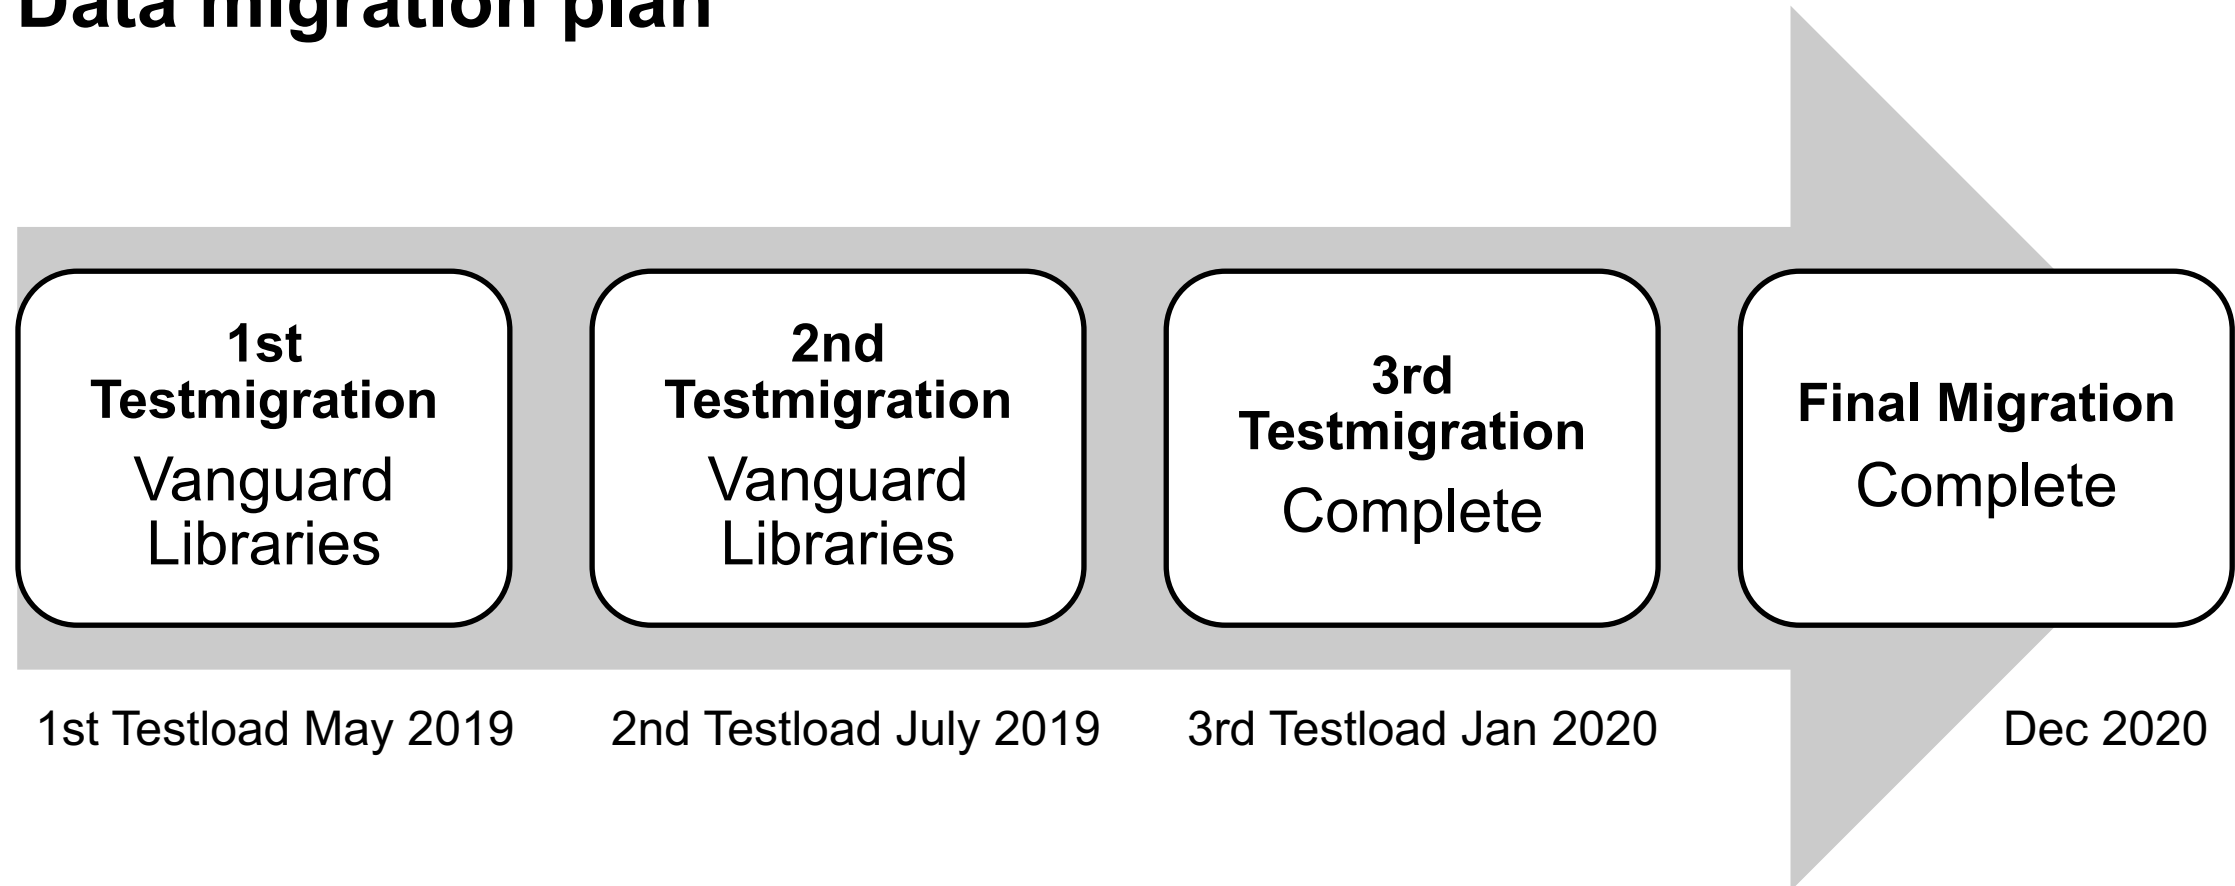 Data migration plan
1st
Testmigration
Vanguard
Libraries
2nd
Testmigration
Vanguard
Libraries
3rd
Testmigration
Complete
Final Migration
Complete
1st Testload May 2019
2nd Testload July 2019
3rd Testload Jan 2020
Dec 2020